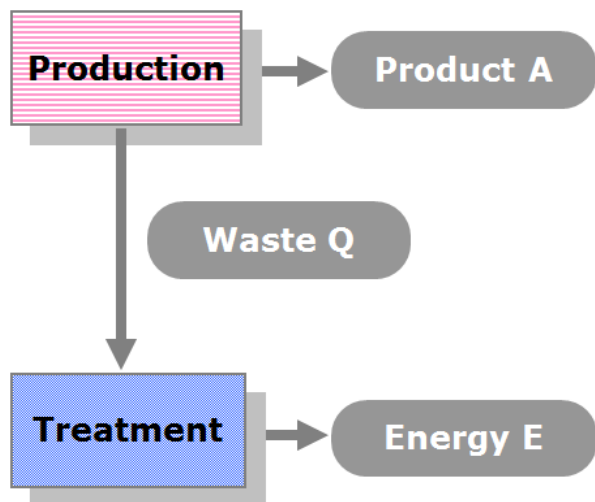 Production
Product A
Waste Q
Treatment
Energy E